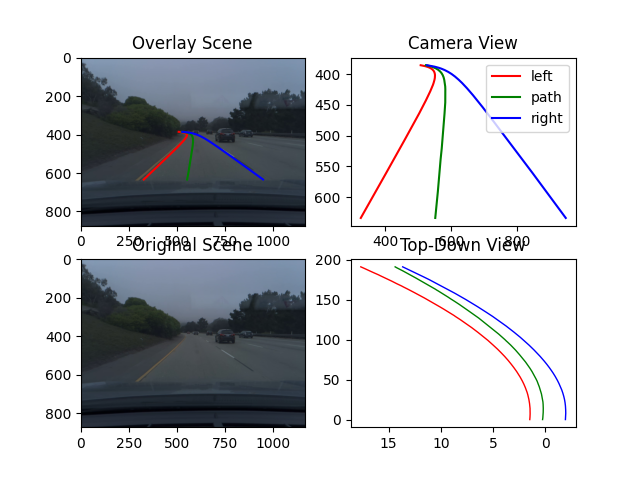 Overlay Scene
0
200
400
600
800
0 250 500 750 1000
Camera View
400
450
500
550
600
400 600 800
left
path
right
Original Scene
0
200
400
600
800
0 250 500 750 1000
Top-Down View
200
150
100
50
0
15 10 5 0